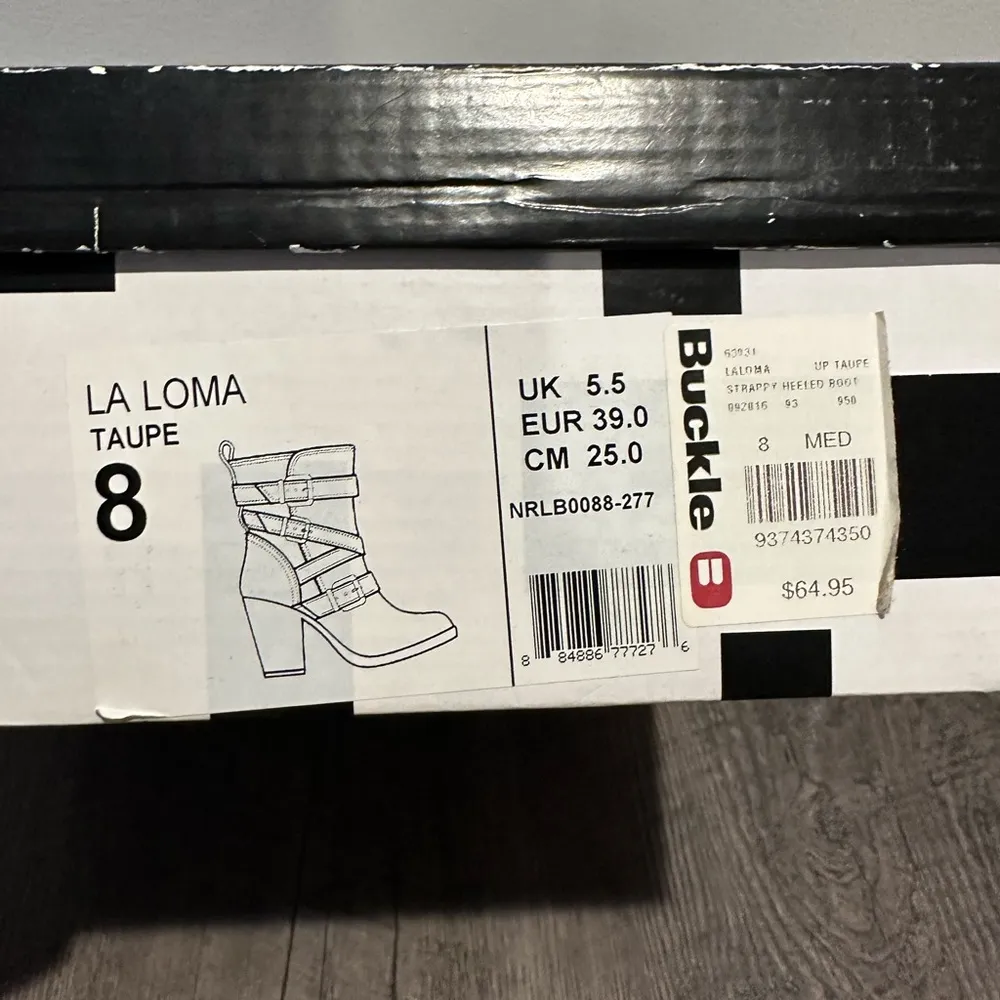 LA LOMA
TAUPE
8
UK 5.5
EUR 39.0
CM 25.0
NRLB0088-277
8 84886 77727 6
Buckle
B
63931
LALOMA UP TAUPE
STRAPPY HEELED BOOT
092816 93 950
8 MED
9374374350
$64.95